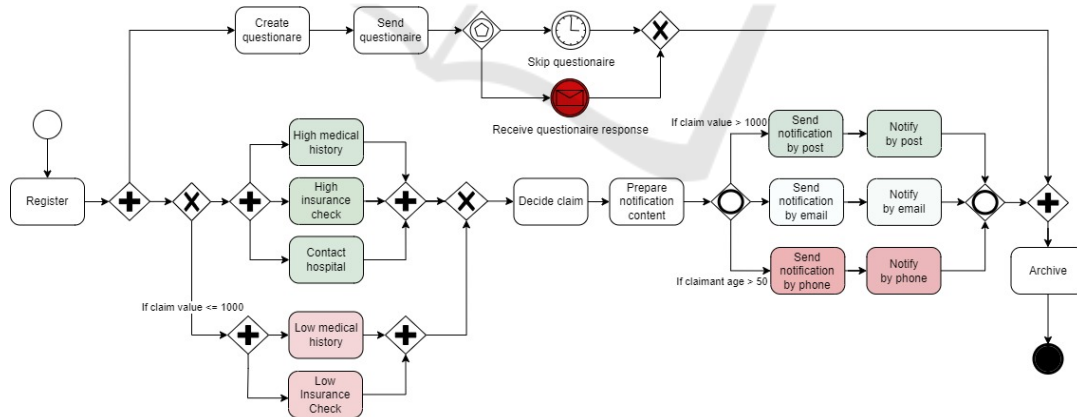 Create
questionare
Send
questionaire
Skip questionaire
Receive questionaire response
Register
High medical
history
High
insurance
check
Contact
hospital
If claim value <= 1000
Low medical
history
Low
Insurance
Check
Decide claim
Prepare
notification
content
If claim value > 1000
Send
notification
by post
Notify
by post
Send
notification
by email
Notify
by email
If claimant age > 50
Send
notification
by phone
Notify
by phone
Archive